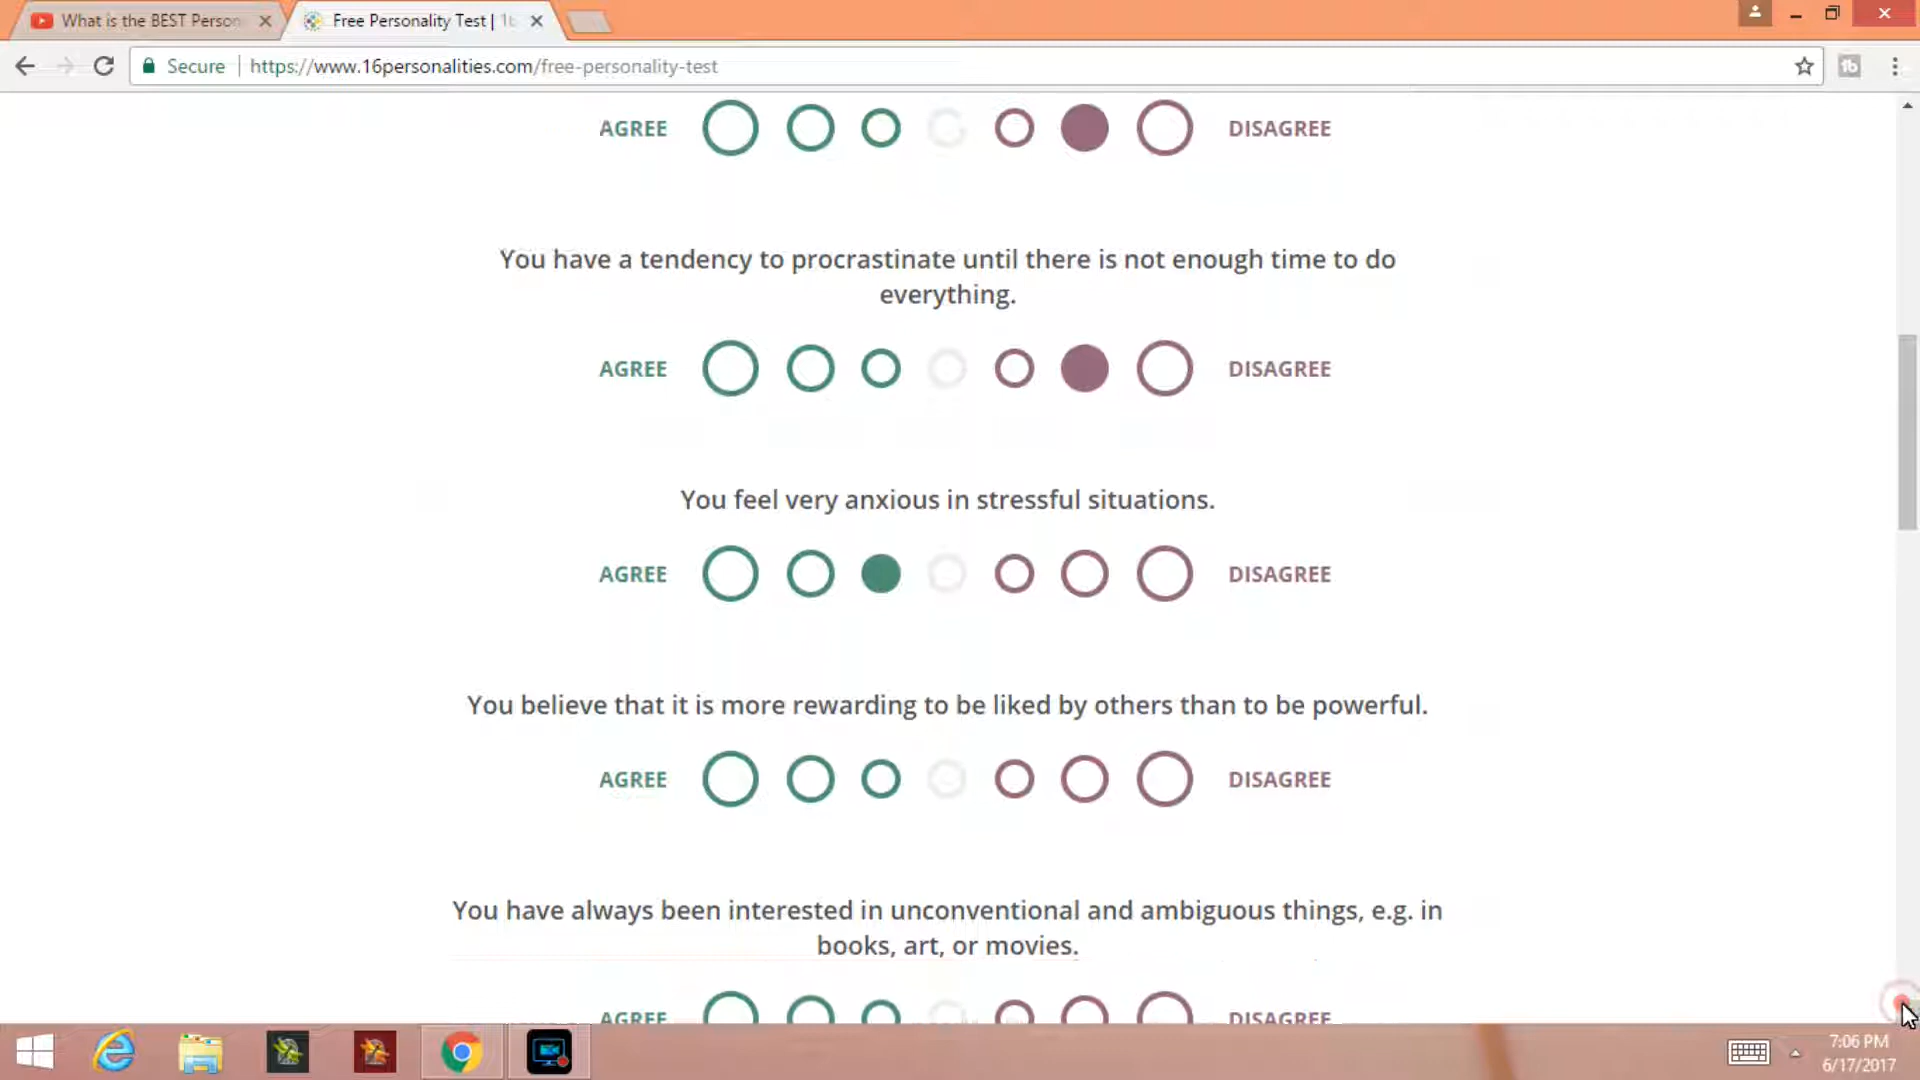 What is the BEST Person
Free Personality Test | 16
Secure https://www.16personalities.com/free-personality-test
AGREE DISAGREE
You have a tendency to procrastinate until there is not enough time to do
everything.
AGREE DISAGREE
You feel very anxious in stressful situations.
AGREE DISAGREE
You believe that it is more rewarding to be liked by others than to be powerful.
AGREE DISAGREE
You have always been interested in unconventional and ambiguous things, e.g. in
books, art, or movies.
AGREE DISAGREE
7:06 PM
6/17/2017